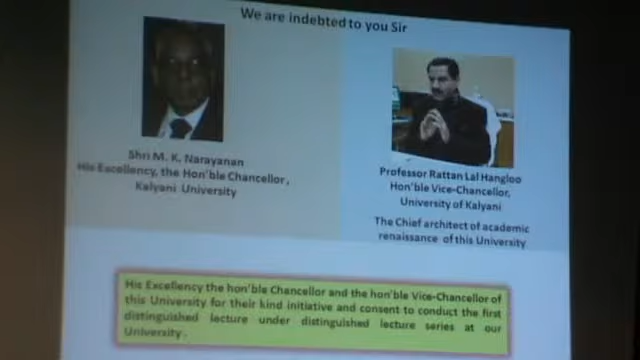 We are indebted to you Sir
Shri M. K. Narayanan
His Excellency, the Hon'ble Chancellor,
Kalyani University
Professor Rattan Lal Hangloo
Hon'ble Vice-Chancellor,
University of Kalyani
The Chief architect of academic
renaissance of this University
His Excellency the hon'ble Chancellor and the hon'ble Vice-Chancellor of
this University for their kind initiative and consent to conduct the first
distinguished lecture under distinguished lecture series at our
University.